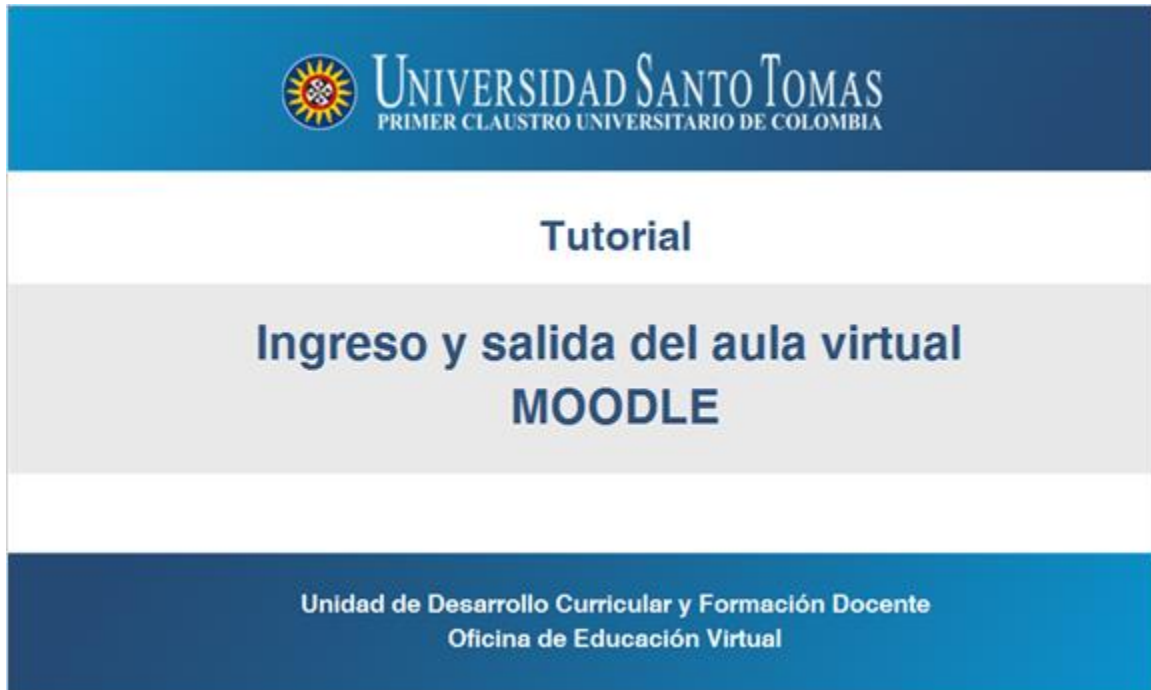 UNIVERSIDAD SANTO TOMÁS
PRIMER CLAUSTRO UNIVERSITARIO DE COLOMBIA
Tutorial
Ingreso y salida del aula virtual
MOODLE
Unidad de Desarrollo Curricular y Formación Docente
Oficina de Educación Virtual